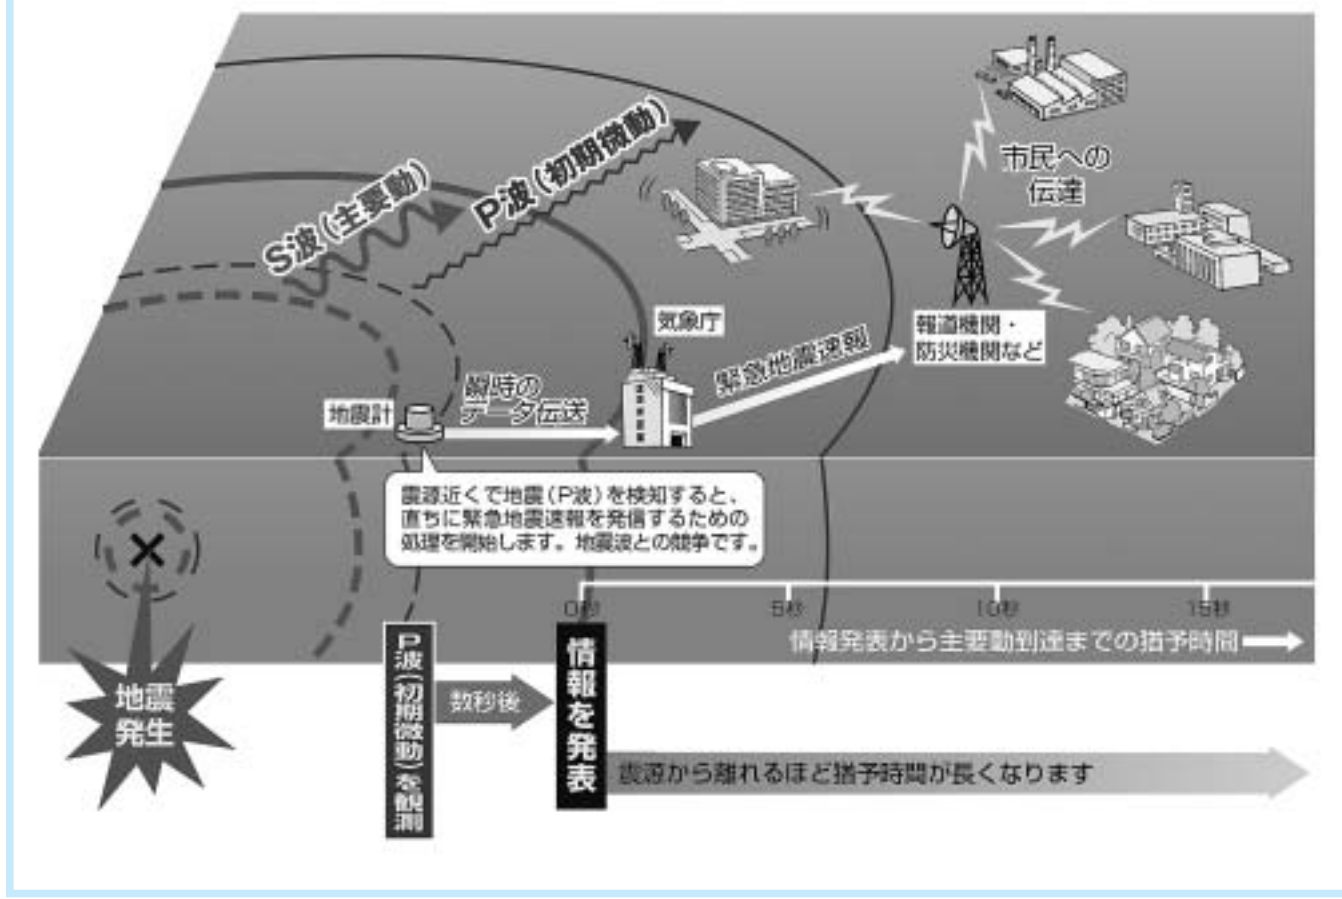 市民への
伝達
P波(初期微動)
S波(主要動)
気象庁
報道機関・
防災機関など
緊急地震速報
瞬時の
データ伝送
地震計
震源近くで地震(P波)を検知すると、
直ちに緊急地震速報を発信するための
処理を開始します。地震波との競争です。
0秒
5秒
10秒
15秒
情報発表から主要動到達までの猶予時間
地震
発生
P波(初期微動)を観測
数秒後
情報を発表
震源から離れるほど猶予時間が長くなります